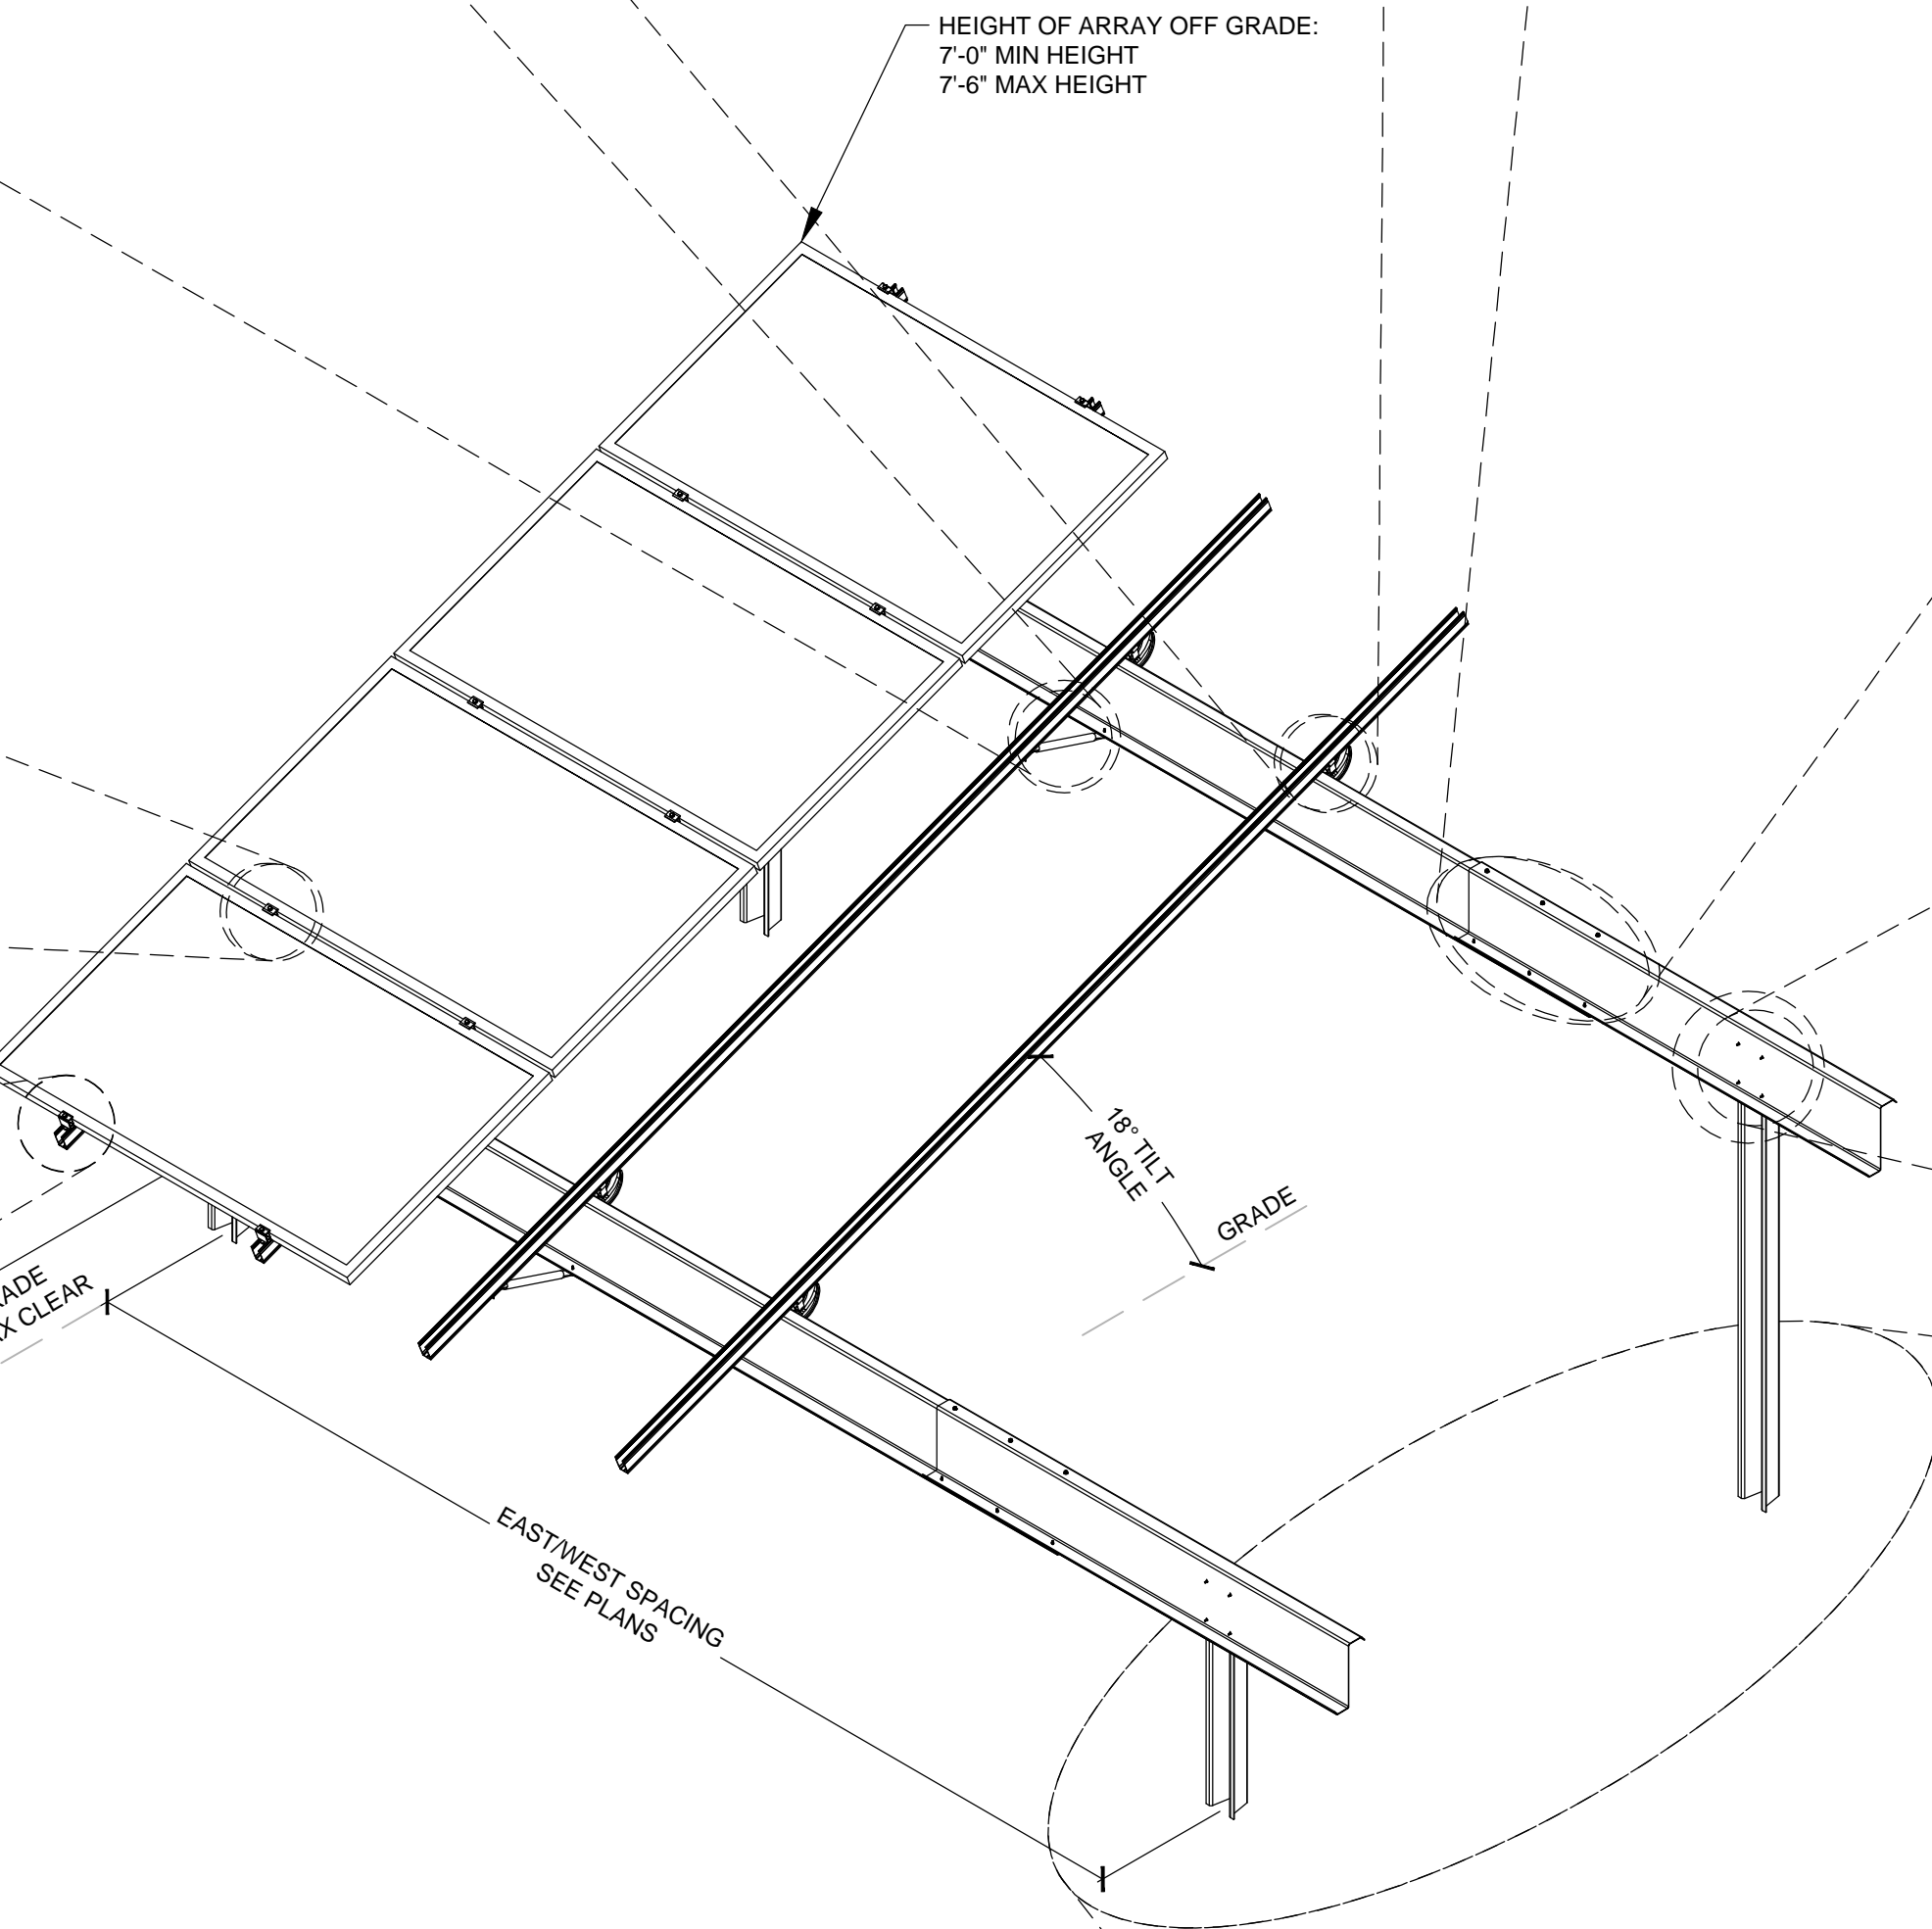 HEIGHT OF ARRAY OFF GRADE:
7'-0" MIN HEIGHT
7'-6" MAX HEIGHT
18° TILT
ANGLE
GRADE
CLEAR
EAST/WEST SPACING
SEE PLANS